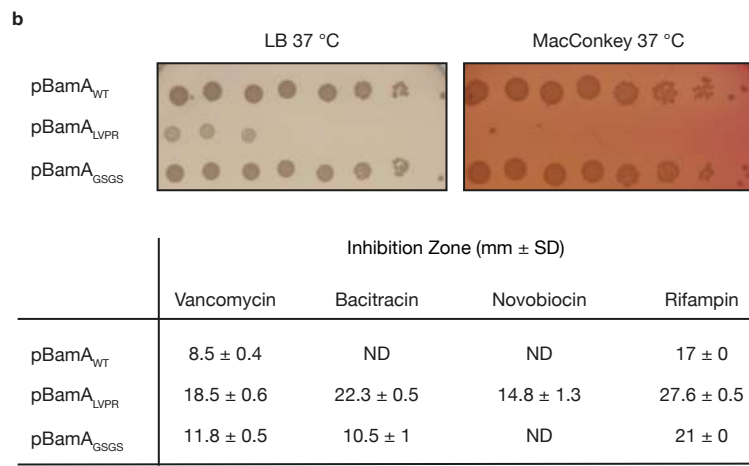 b
LB 37 °C MacConkey 37 °C
pBamA_WT
pBamA_LVPR
pBamA_GSGS
Inhibition Zone (mm ± SD)
Vancomycin Bacitracin Novobiocin Rifampin
pBamA_WT 8.5 ± 0.4 ND ND 17 ± 0
pBamA_LVPR 18.5 ± 0.6 22.3 ± 0.5 14.8 ± 1.3 27.6 ± 0.5
pBamA_GSGS 11.8 ± 0.5 10.5 ± 1 ND 21 ± 0